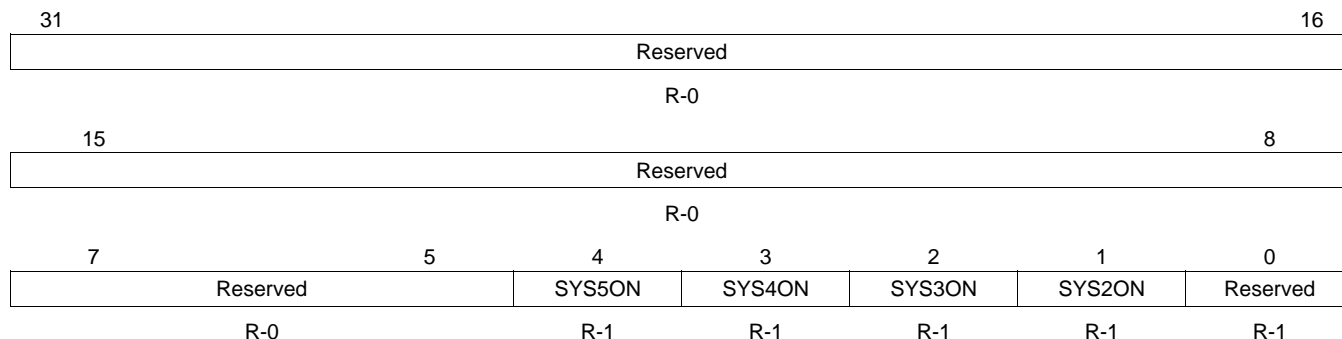 31 16
Reserved
R-0
15 8
Reserved
R-0
7 5 4 3 2 1 0
Reserved SYS5ON SYS4ON SYS3ON SYS2ON Reserved
R-0 R-1 R-1 R-1 R-1 R-1